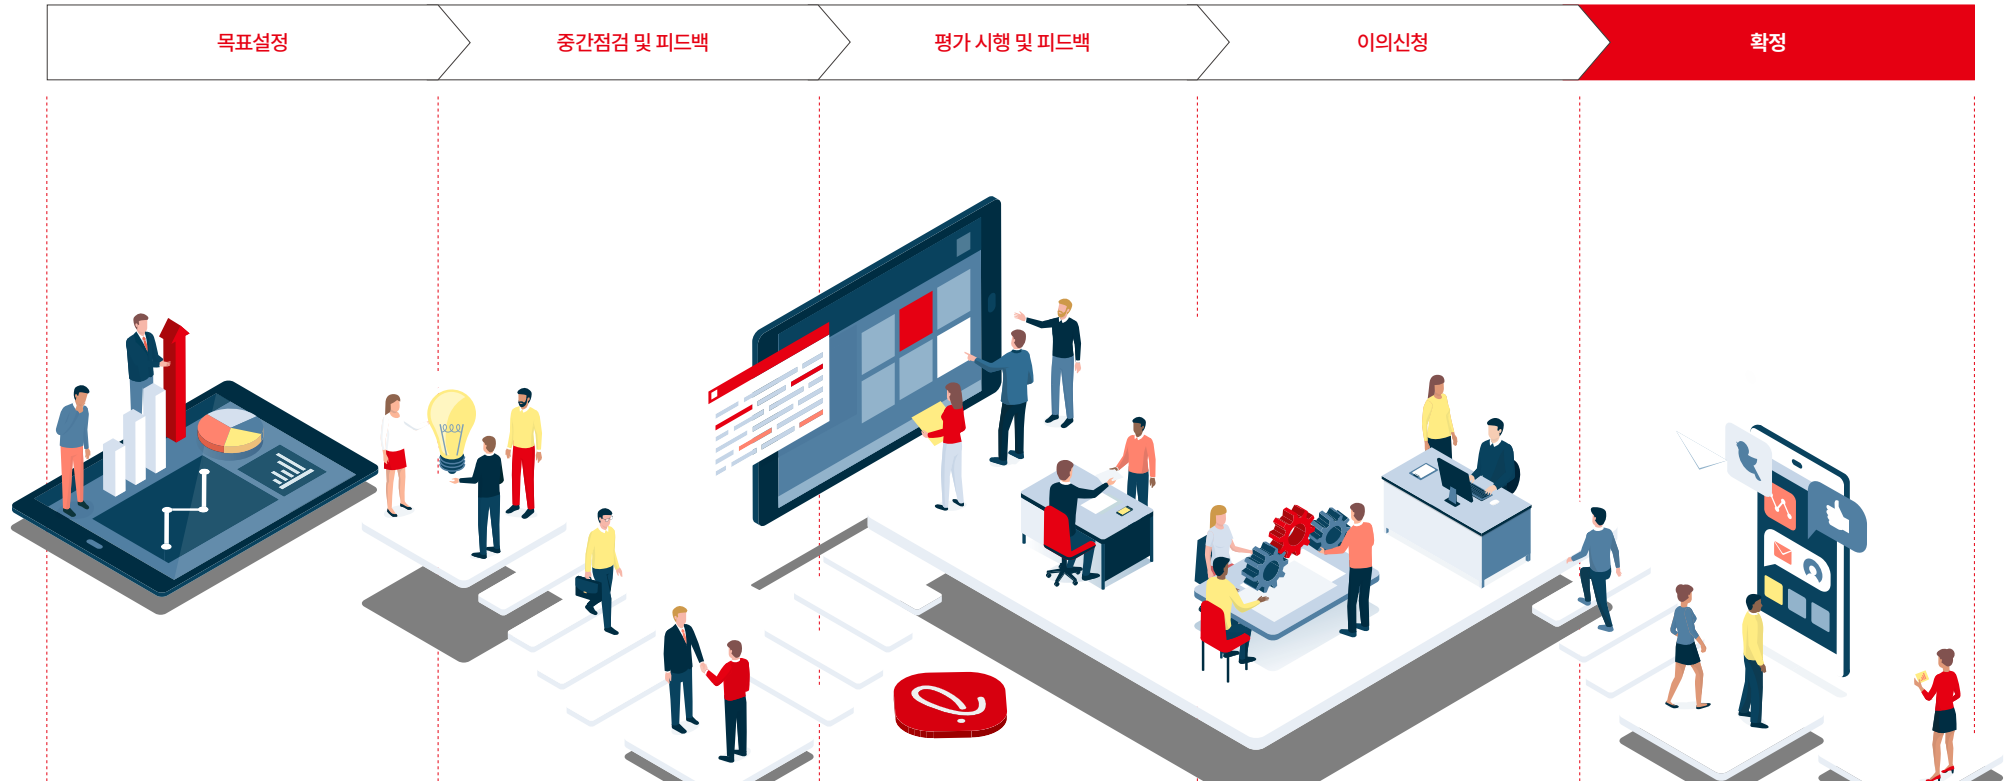 목표설정
중간점검 및 피드백
평가 시행 및 피드백
이의신청
확정